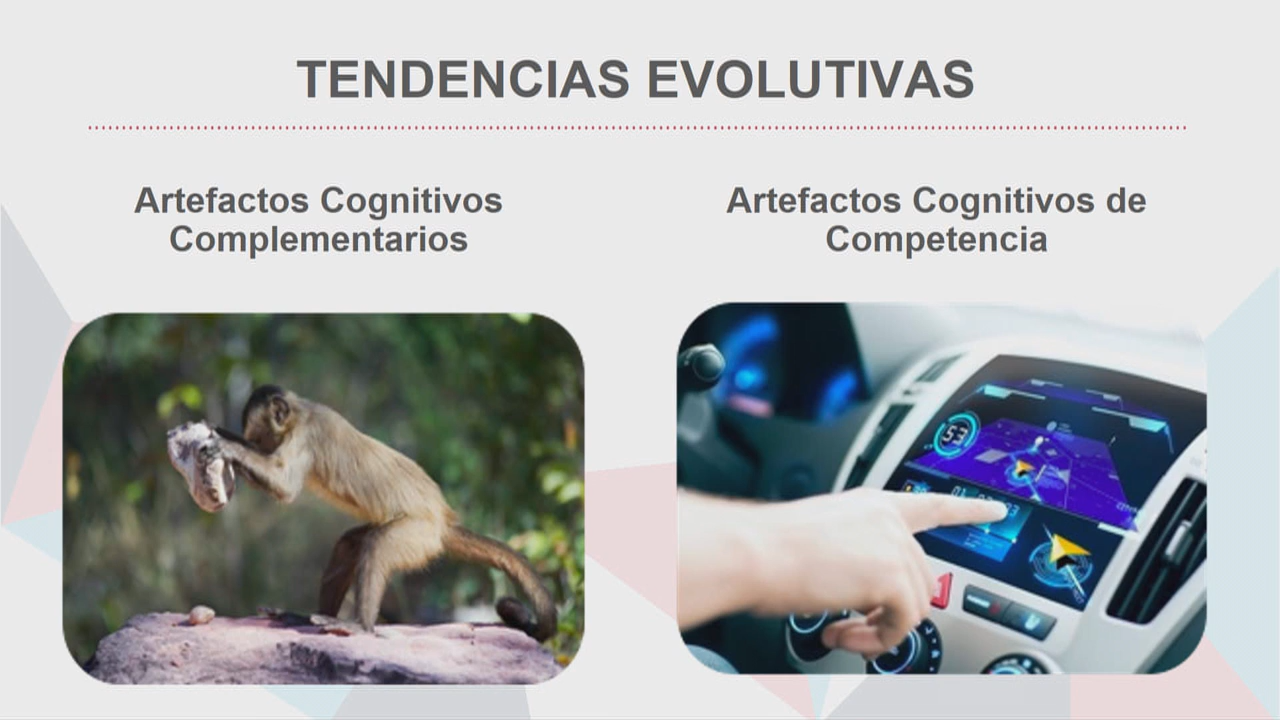 TENDENCIAS EVOLUTIVAS
Artefactos Cognitivos
Complementarios
Artefactos Cognitivos de
Competencia
53